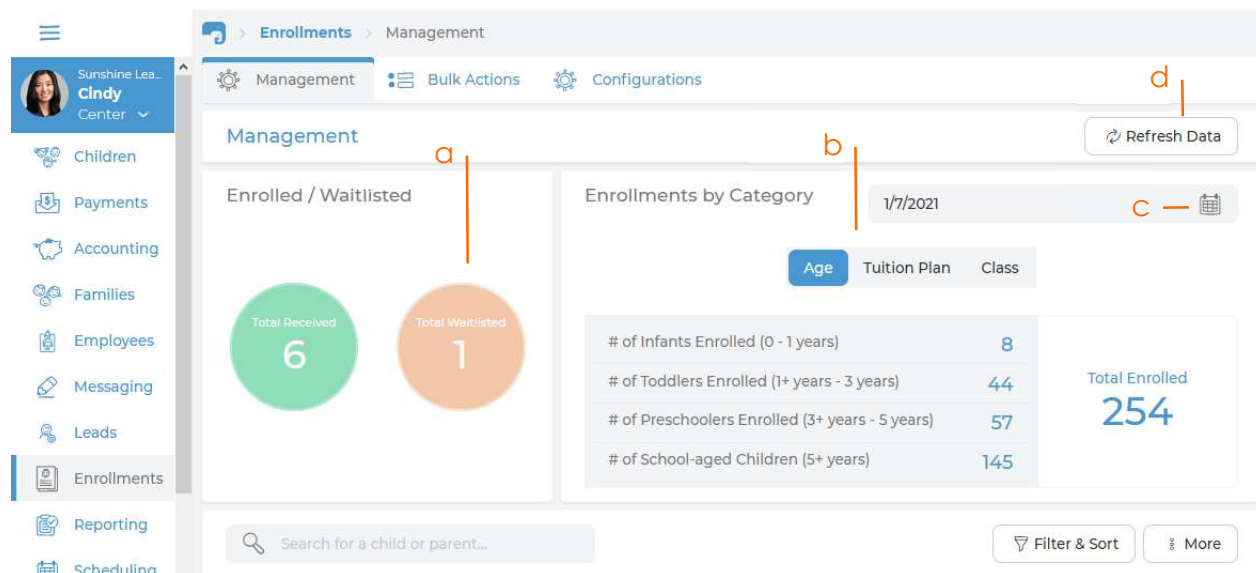 Enrollments > Management
Sunshine Lea...
Cindy
Center
Children
Payments
Accounting
Families
Employees
Messaging
Leads
Enrollments
Reporting
Scheduling
Management
Bulk Actions
Configurations
d
Management
Refresh Data
a
b
Enrolled / Waitlisted
Total Received
6
Total Waitlisted
1
Enrollments by Category
1/7/2021
c
Age
Tuition Plan
Class
# of Infants Enrolled (0 - 1 years) 8
# of Toddlers Enrolled (1+ years - 3 years) 44
# of Preschoolers Enrolled (3+ years - 5 years) 57
# of School-aged Children (5+ years) 145
Total Enrolled
254
Search for a child or parent...
Filter & Sort
More